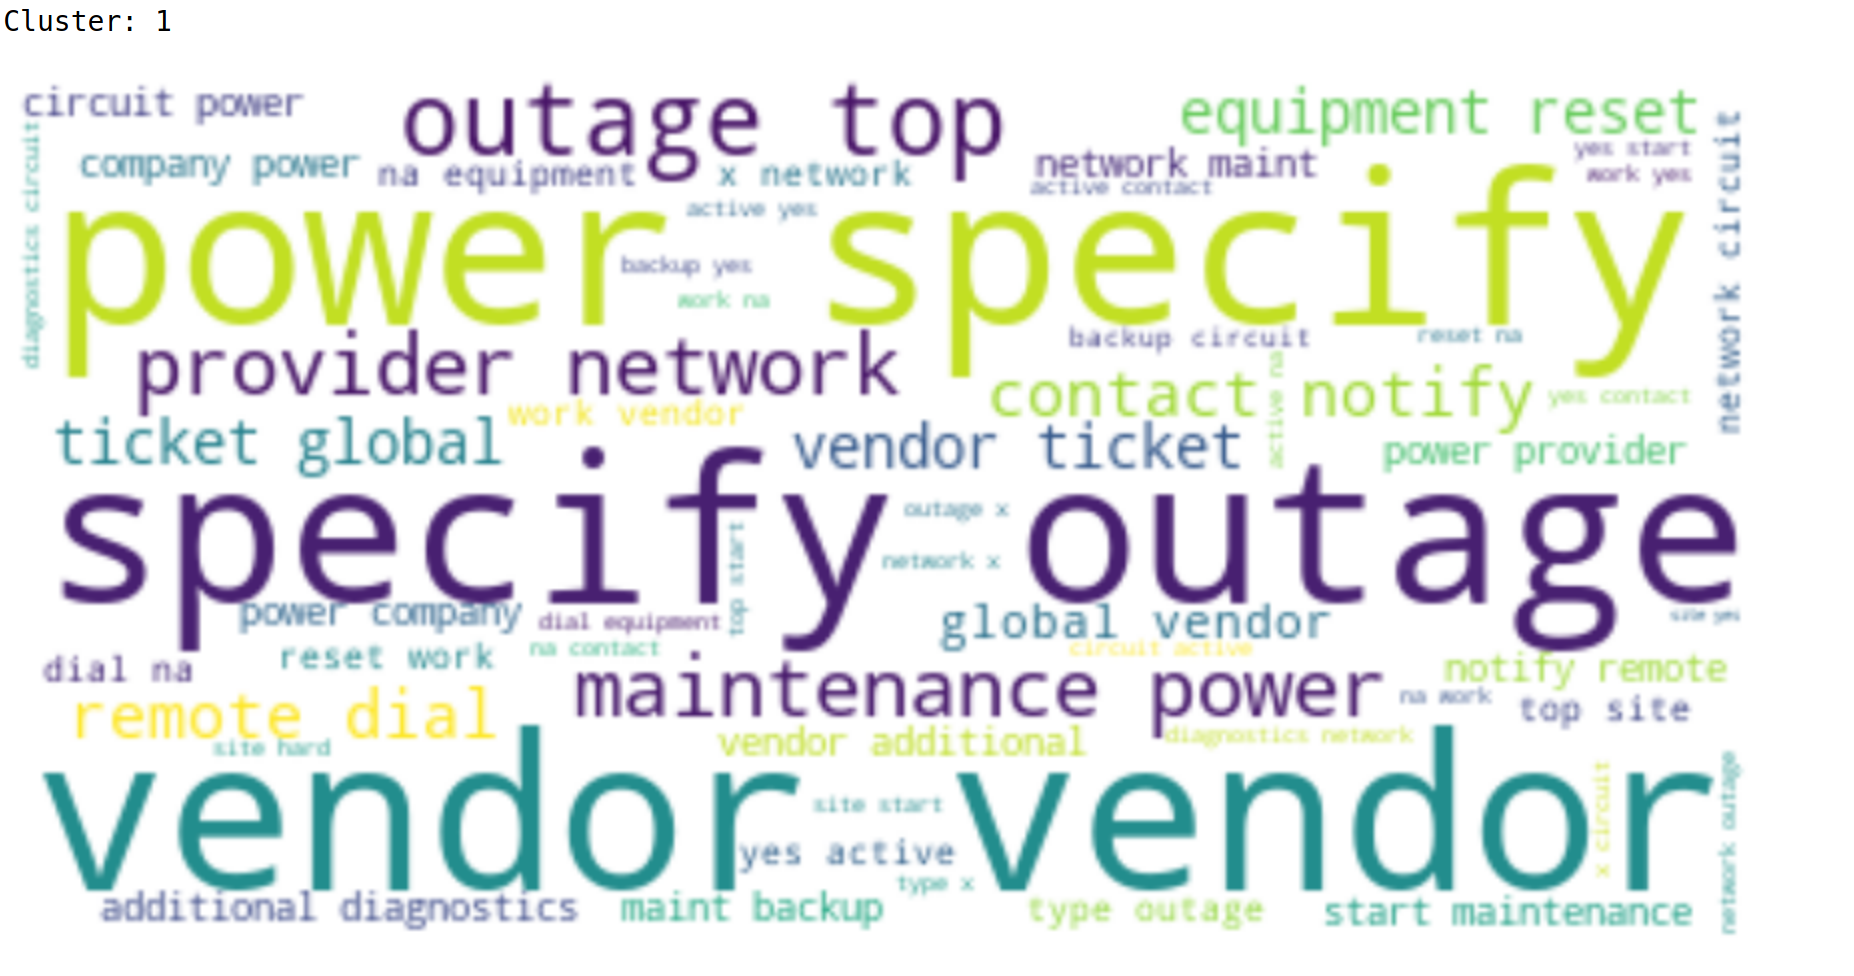 Cluster: 1
circuit power
outage top
equipment reset
company power
na equipment
x network
network maint
active contact
yes start
work yes
diagnostics circuit
network circuit
power specify
active yes
backup yes
work na
backup circuit
reset na
provider network
contact notify
active na
yes contact
work vendor
ticket global
vendor ticket
power provider
specify outage
outage x
network x
top start
power company
dial equipment
global vendor
site yes
reset work
na contact
circuit active
dial na
maintenance power
notify remote
na work
top site
remote dial
site hard
vendor additional
diagnostics network
vendor vendor
site start
x circuit
network outage
yes active
type x
additional diagnostics
maint backup
type outage
start maintenance